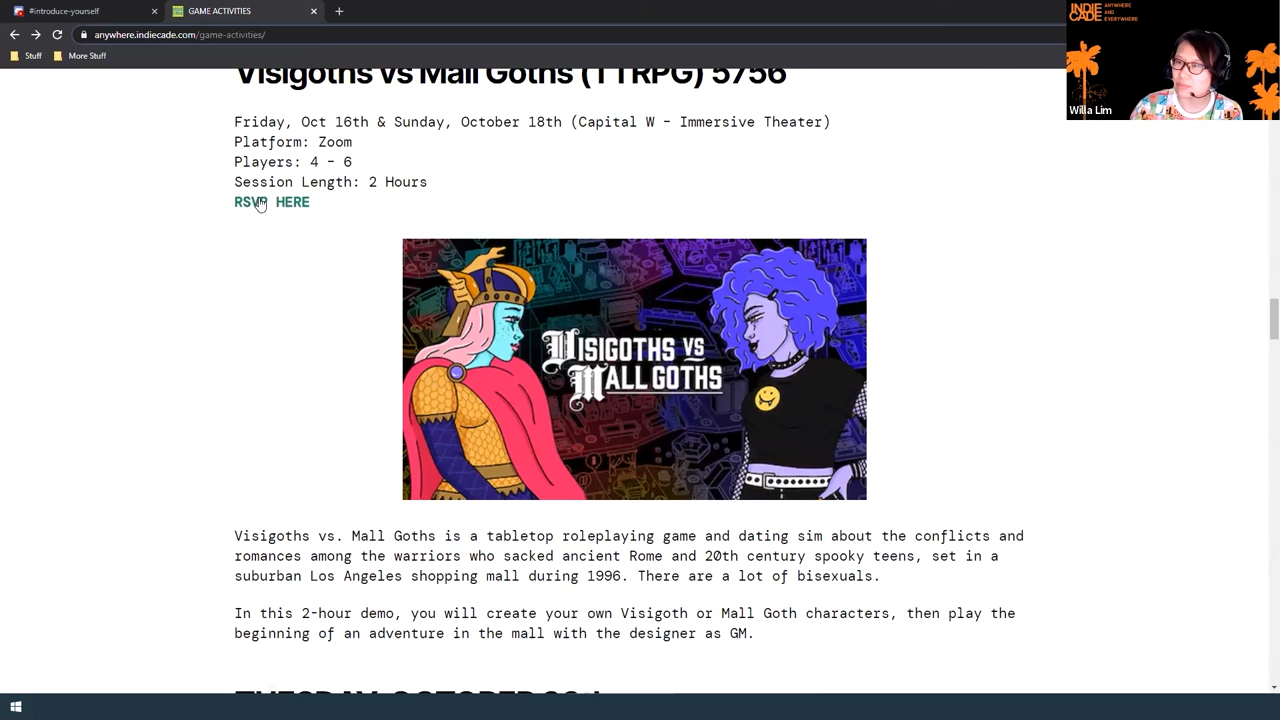 #introduce-yourself
GAME ACTIVITIES
anywhere.indiecade.com/game-activities/
Stuff
More Stuff
INDIE
CADE
ANYWHERE
AND
EVERYWHERE
Willa Lim
Visigoths vs Mall Goths (TTRPG) 5756
Friday, Oct 16th & Sunday, October 18th (Capital W - Immersive Theater)
Platform: Zoom
Players: 4 - 6
Session Length: 2 Hours
RSVP HERE
VISIGOTHS VS
MALL GOTHS
Visigoths vs. Mall Goths is a tabletop roleplaying game and dating sim about the conflicts and
romances among the warriors who sacked ancient Rome and 20th century spooky teens, set in a
suburban Los Angeles shopping mall during 1996. There are a lot of bisexuals.
In this 2-hour demo, you will create your own Visigoth or Mall Goth characters, then play the
beginning of an adventure in the mall with the designer as GM.